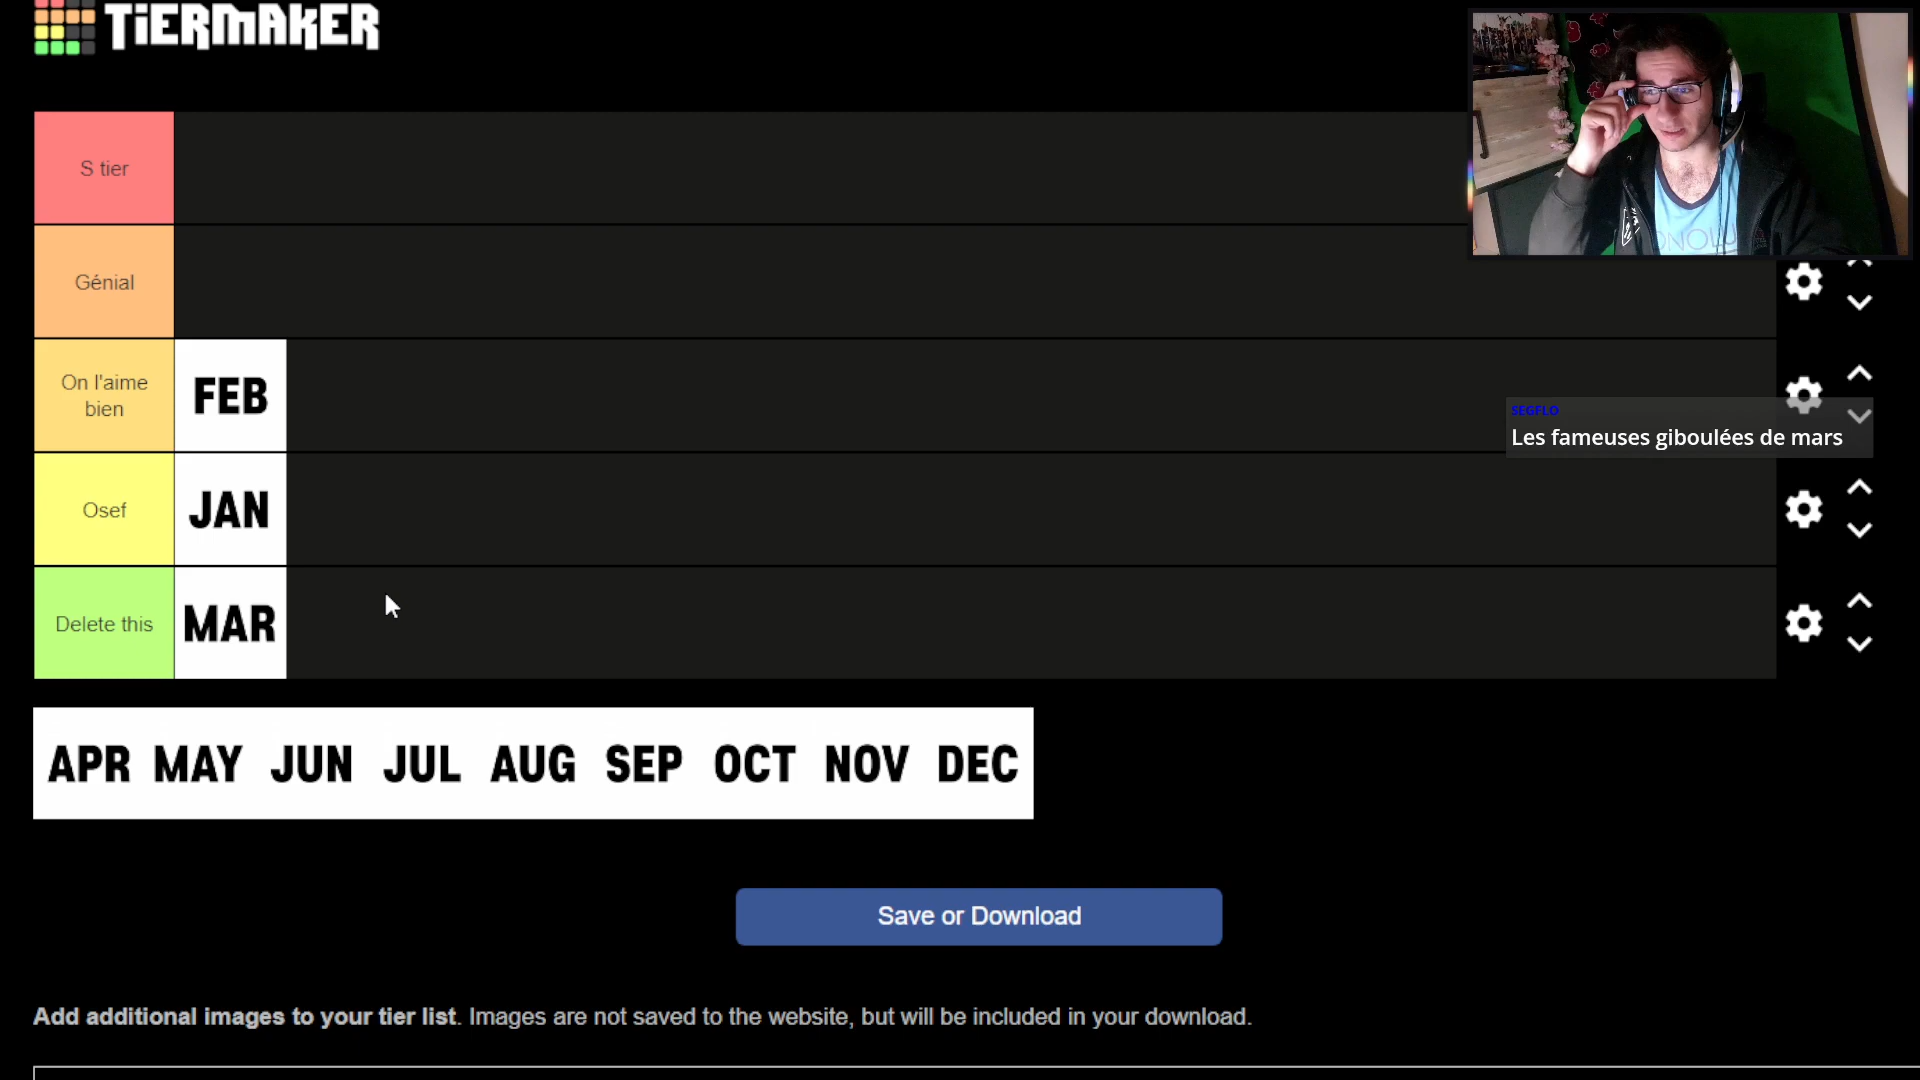 TiERMAKER
S tier
Génial
On l'aime
bien
FEB
SEGFLO
Les fameuses giboulées de mars
Osef
JAN
Delete this
MAR
APR MAY JUN JUL AUG SEP OCT NOV DEC
Save or Download
Add additional images to your tier list. Images are not saved to the website, but will be included in your download.